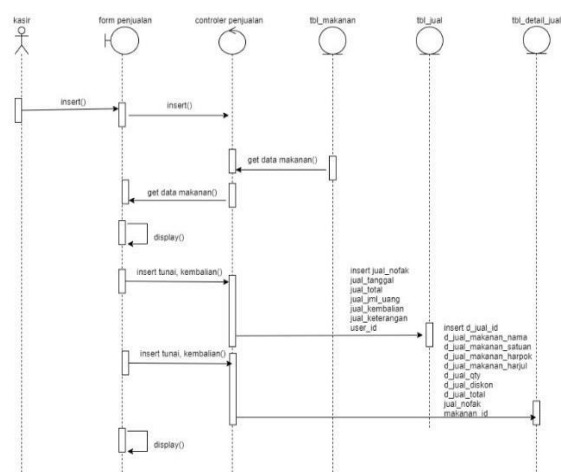 kasir
form penjualan
controler penjualan
tbl_makanan
tbl_jual
tbl_detail_jual
insert()
insert()
get data makanan()
get data makanan()
display()
insert tunai, kembalian()
insert jual_nofak
jual_tanggal
jual_total
jual_jml_uang
jual_kembalian
jual_keterangan
user_id
insert tunai, kembalian()
insert d_jual_id
d_jual_makanan_nama
d_jual_makanan_satuan
d_jual_makanan_harpok
d_jual_makanan_harjul
d_jual_qty
d_jual_diskon
d_jual_total
jual_nofak
makanan_id
display()